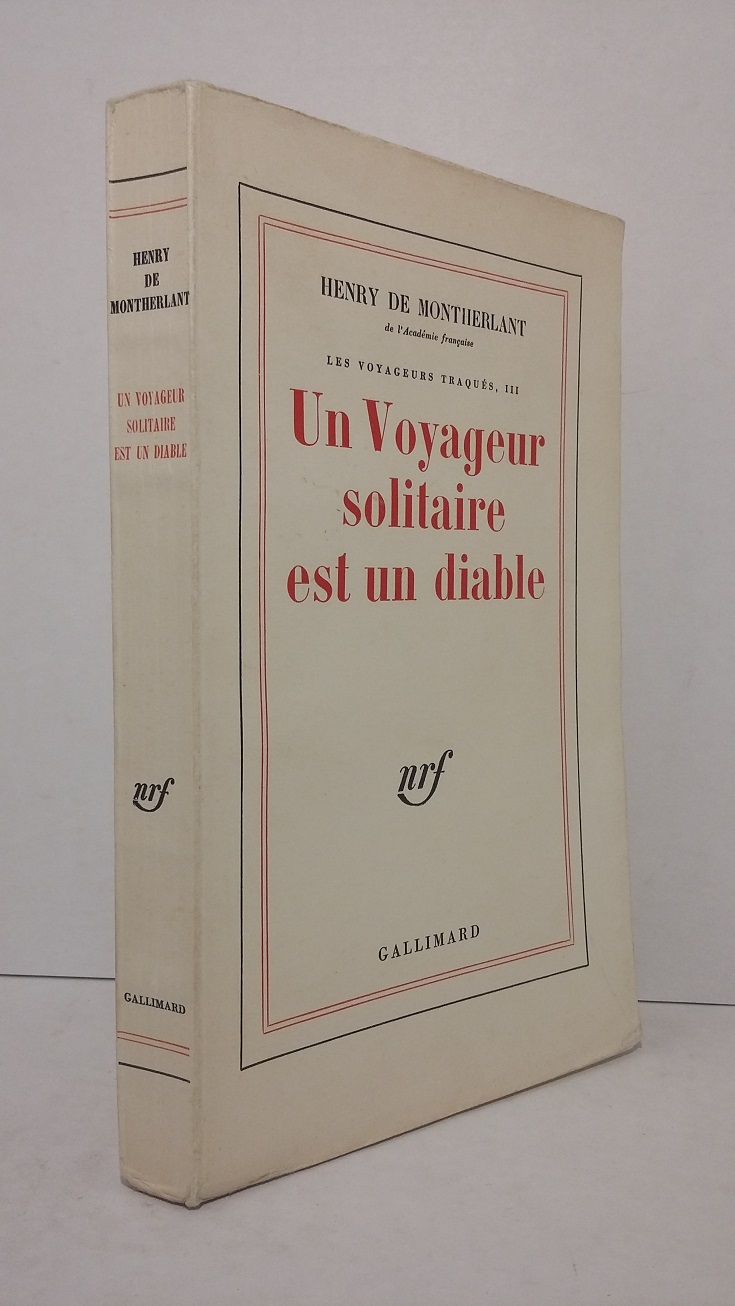 HENRY
DE
MONTHERLANT
UN VOYAGEUR
SOLITAIRE
EST UN DIABLE
nrf
GALLIMARD
HENRY DE MONTHERLANT
de l'Académie française
LES VOYAGEURS TRAQUÉS, III
Un Voyageur
solitaire
est un diable
nrf
GALLIMARD